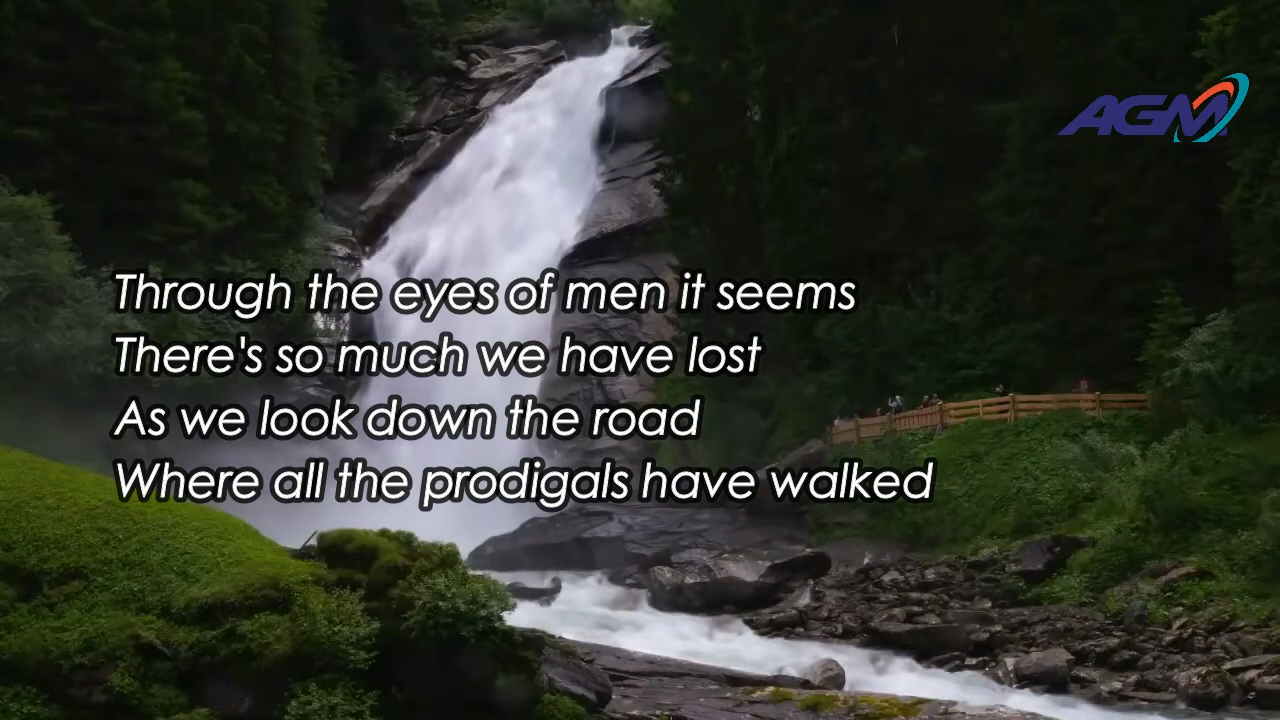 AGM
Through the eyes of men it seems
There's so much we have lost
As we look down the road
Where all the prodigals have walked